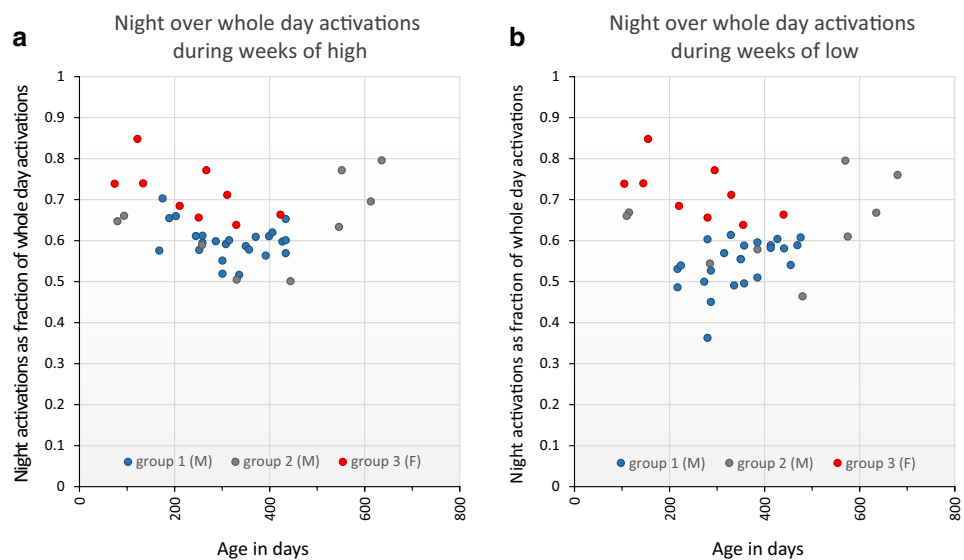 a
Night over whole day activations
during weeks of high
Night activations as fraction of whole day activations
1
0.9
0.8
0.7
0.6
0.5
0.4
0.3
0.2
0.1
0
group 1 (M) group 2 (M) group 3 (F)
0 200 400 600 800
Age in days
b
Night over whole day activations
during weeks of low
Night activations as fraction of whole day activations
1
0.9
0.8
0.7
0.6
0.5
0.4
0.3
0.2
0.1
0
group 1 (M) group 2 (M) group 3 (F)
0 200 400 600 800
Age in days